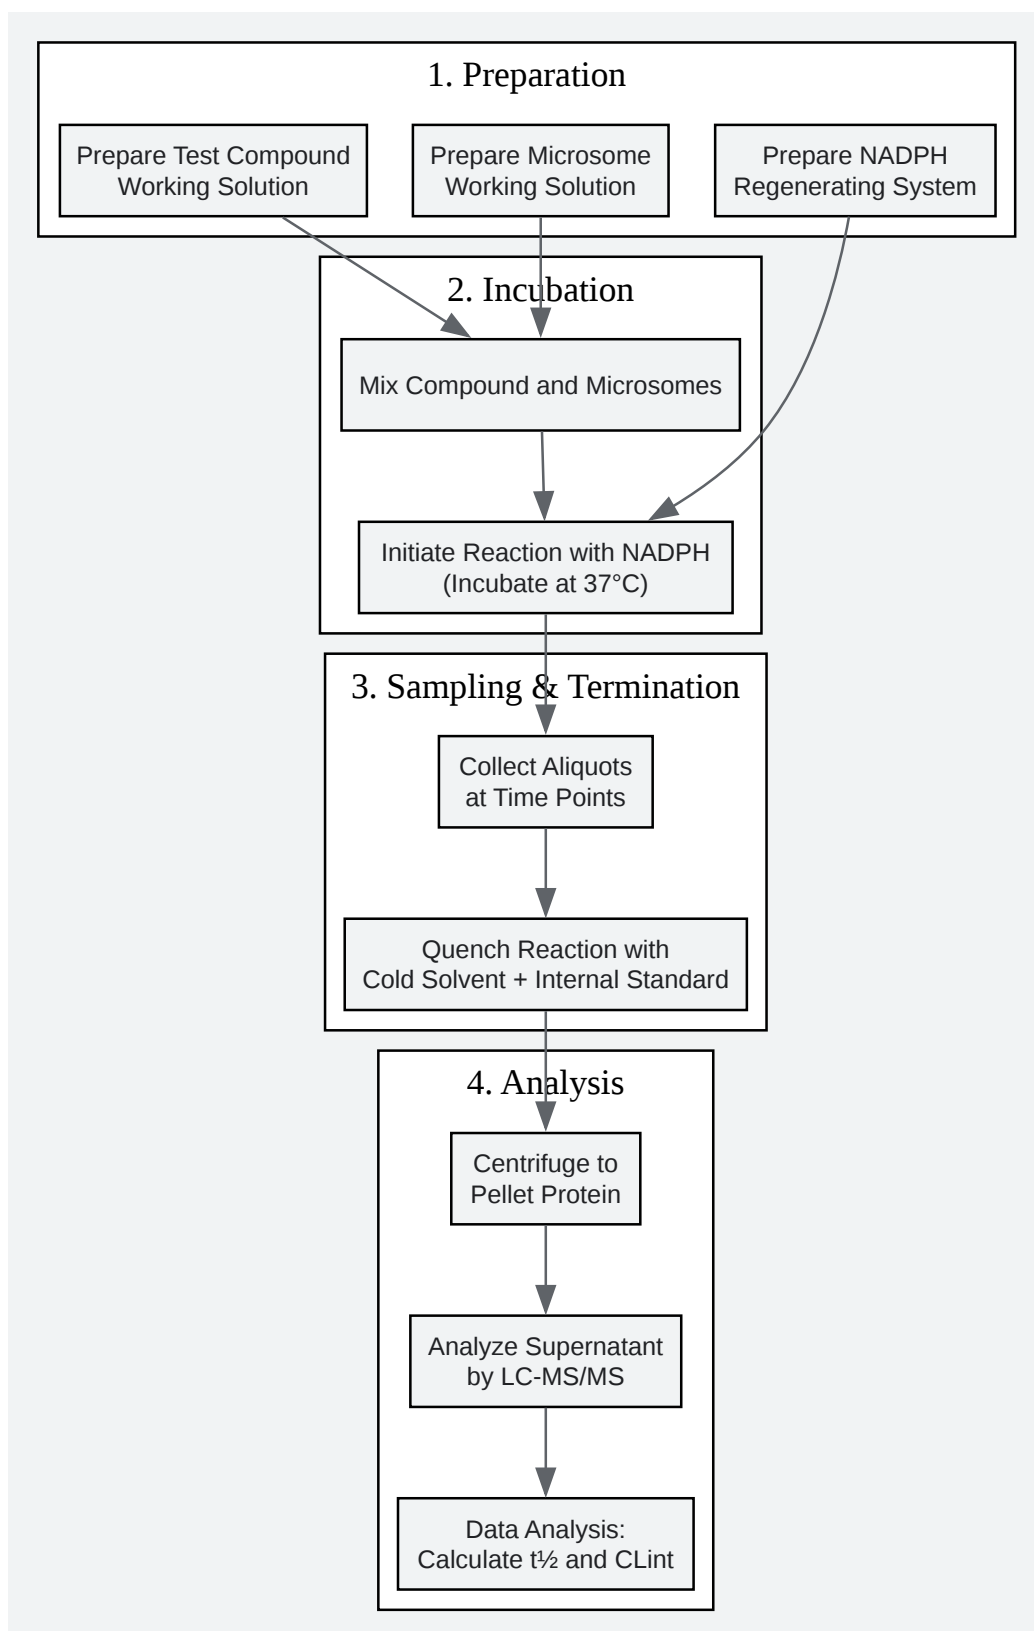 1. Preparation
Prepare Test Compound
Working Solution
Prepare Microsome
Working Solution
Prepare NADPH
Regenerating System
2. Incubation
Mix Compound and Microsomes
Initiate Reaction with NADPH
(Incubate at 37°C)
3. Sampling & Termination
Collect Aliquots
at Time Points
Quench Reaction with
Cold Solvent + Internal Standard
4. Analysis
Centrifuge to
Pellet Protein
Analyze Supernatant
by LC-MS/MS
Data Analysis:
Calculate t½ and CLint